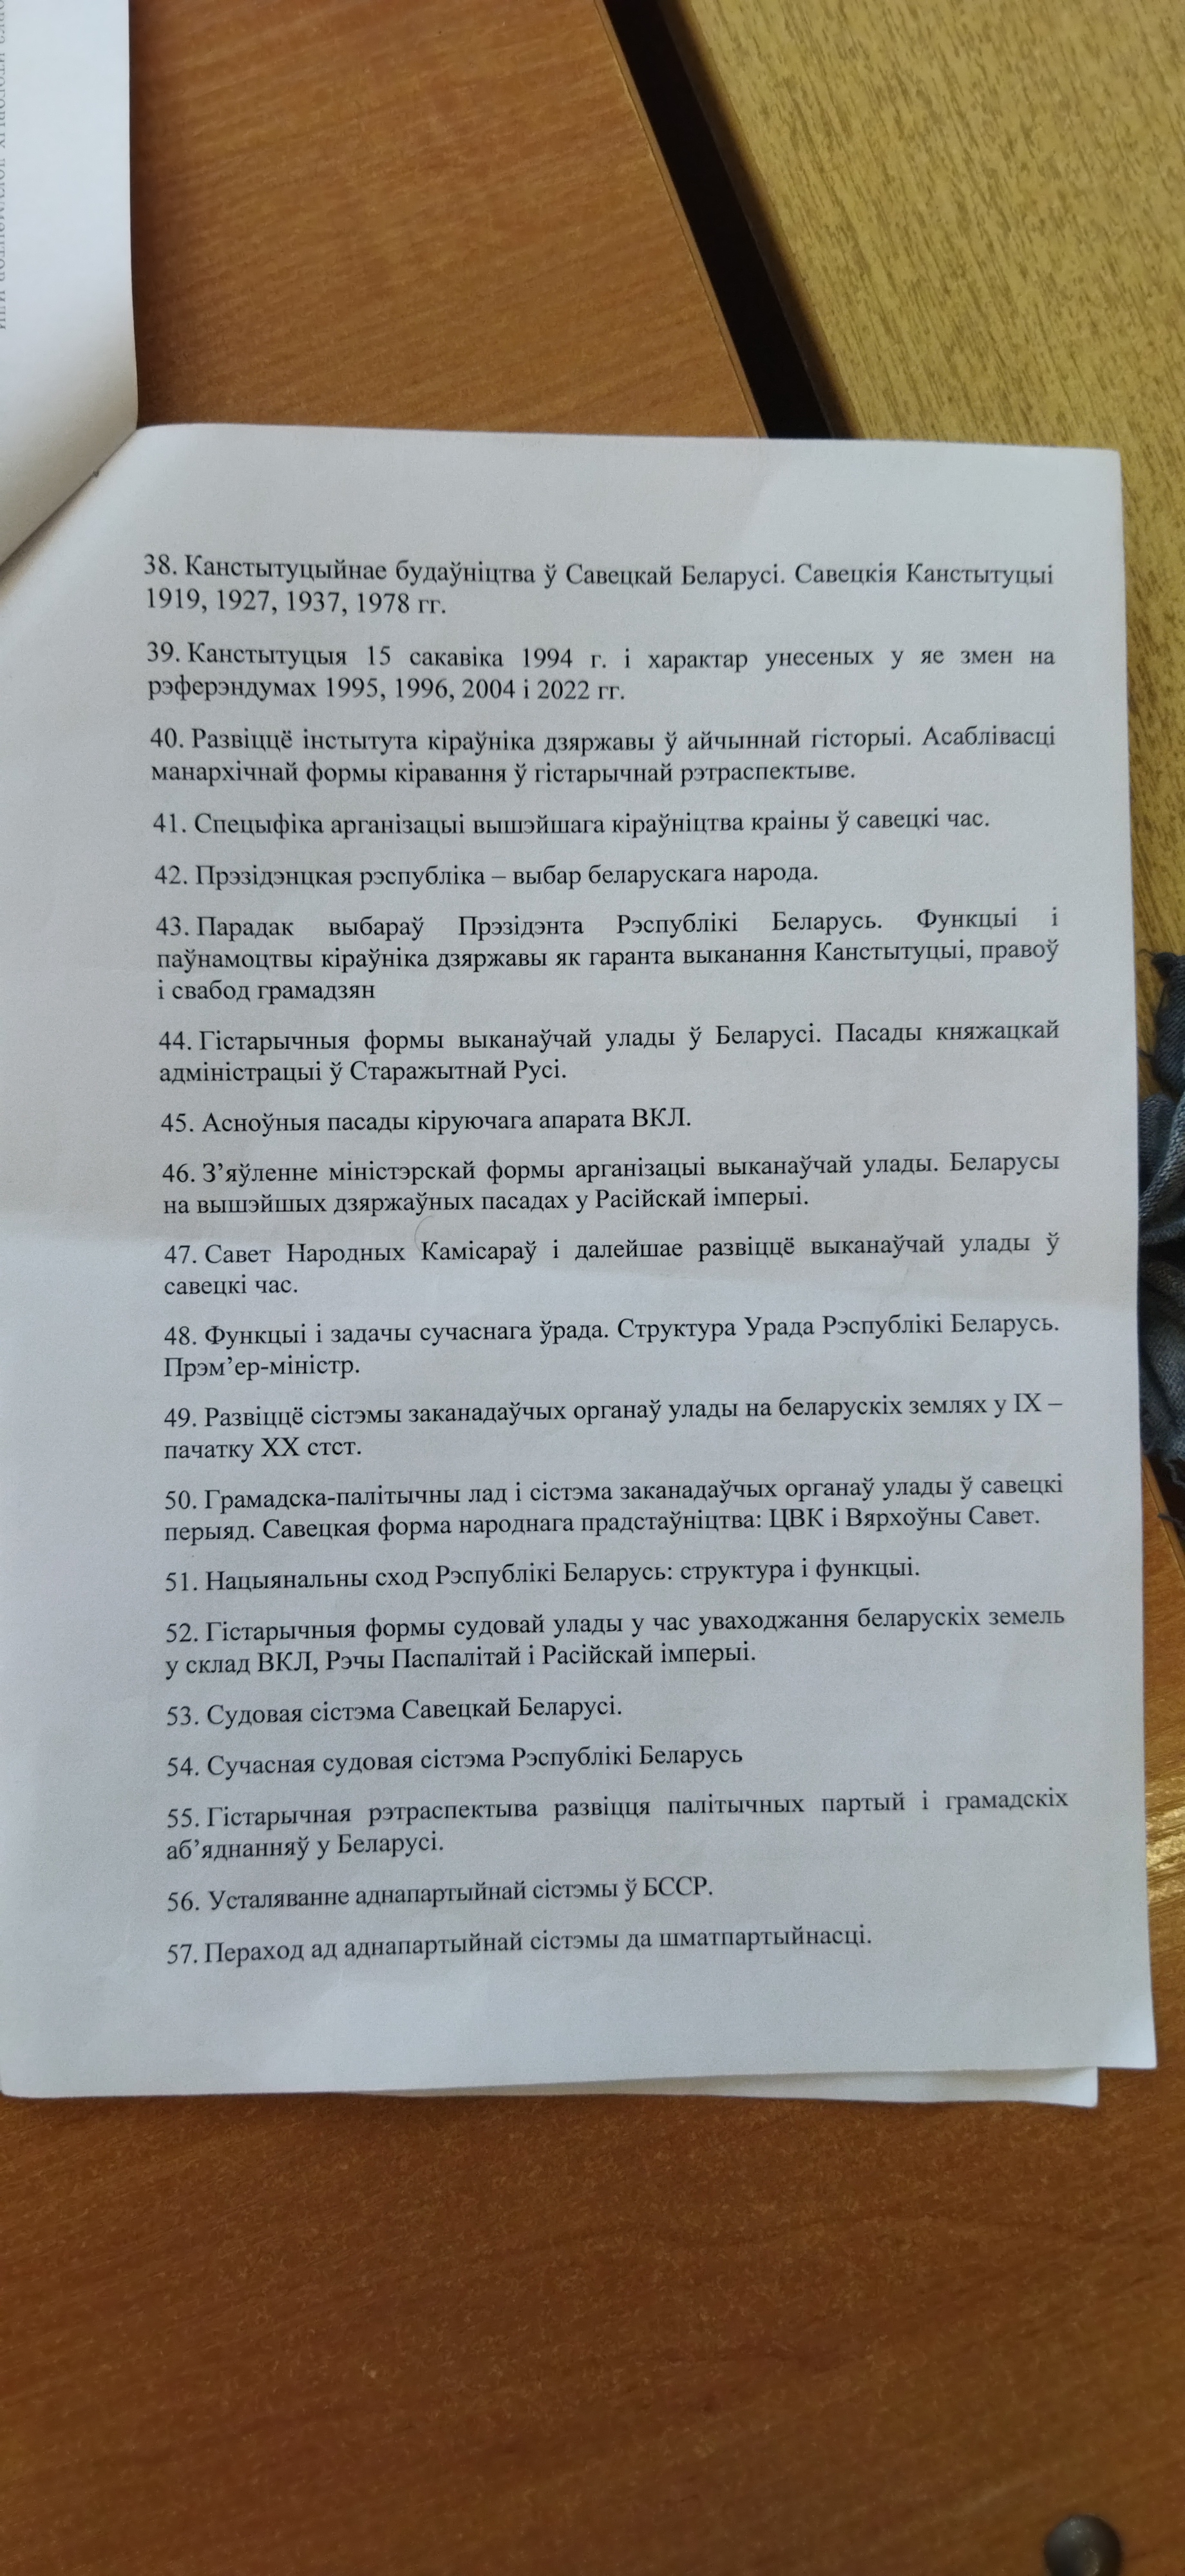 38. Канстытуцыйнае будаўніцтва ў Савецкай Беларусі. Савецкія Канстытуцыі
1919, 1927, 1937, 1978 гг.
39. Канстытуцыя 15 сакавіка 1994 г. і характар унесеных у яе змен на
рэферэндумах 1995, 1996, 2004 і 2022 гг.
40. Развіццё інстытута кіраўніка дзяржавы ў айчыннай гісторыі. Асаблівасці
манархічнай формы кіравання ў гістарычнай рэтраспектыве.
41. Спецыфіка арганізацыі вышэйшага кіраўніцтва краіны ў савецкі час.
42. Прэзідэнцкая рэспубліка – выбар беларускага народа.
43. Парадак выбараў Прэзідэнта Рэспублікі Беларусь. Функцыі і
паўнамоцтвы кіраўніка дзяржавы як гаранта выканання Канстытуцыі, правоў
і свабод грамадзян
44. Гістарычныя формы выканаўчай улады ў Беларусі. Пасады княжацкай
адміністрацыі ў Старажытнай Русі.
45. Асноўныя пасады кіруючага апарата ВКЛ.
46. З’яўленне міністэрскай формы арганізацыі выканаўчай улады. Беларусы
на вышэйшых дзяржаўных пасадах у Расійскай імперыі.
47. Савет Народных Камісараў і далейшае развіццё выканаўчай улады ў
савецкі час.
48. Функцыі і задачы сучаснага ўрада. Структура Урада Рэспублікі Беларусь.
Прэм’ер-міністр.
49. Развіццё сістэмы заканадаўчых органаў улады на беларускіх землях у IX –
пачатку XX стст.
50. Грамадска-палітычны лад і сістэма заканадаўчых органаў улады ў савецкі
перыяд. Савецкая форма народнага прадстаўніцтва: ЦВК і Вярхоўны Савет.
51. Нацыянальны сход Рэспублікі Беларусь: структура і функцыі.
52. Гістарычныя формы судовай улады у час уваходжання беларускіх земель
у склад ВКЛ, Рэчы Паспалітай і Расійскай імперыі.
53. Судовая сістэма Савецкай Беларусі.
54. Сучасная судовая сістэма Рэспублікі Беларусь
55. Гістарычная рэтраспектыва развіцця палітычных партый і грамадскіх
аб’яднанняў у Беларусі.
56. Усталяванне аднапартыйнай сістэмы ў БССР.
57. Пераход ад аднапартыйнай сістэмы да шматпартыйнасці.